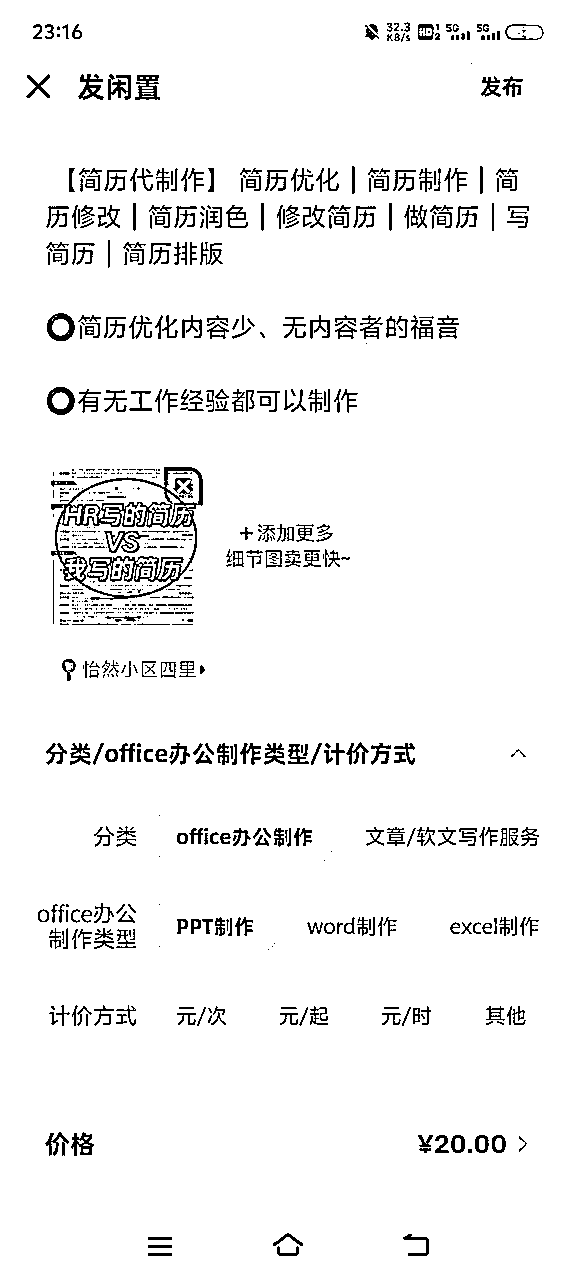 23:16
32.3 KB/s HD 1 2 5G 5G
发闲置
发布
【简历代制作】 简历优化｜简历制作｜简
历修改｜简历润色｜修改简历｜做简历｜写
简历｜简历排版
⭕简历优化内容少、无内容者的福音
⭕有无工作经验都可以制作
HR写的简历
VS
我写的简历
＋添加更多
细节图卖更快~
怡然小区四里
分类/office办公制作类型/计价方式
分类 office办公制作 文章/软文写作服务
office办公
制作类型 PPT制作 word制作 excel制作
计价方式 元/次 元/起 元/时 其他
价格 ¥20.00